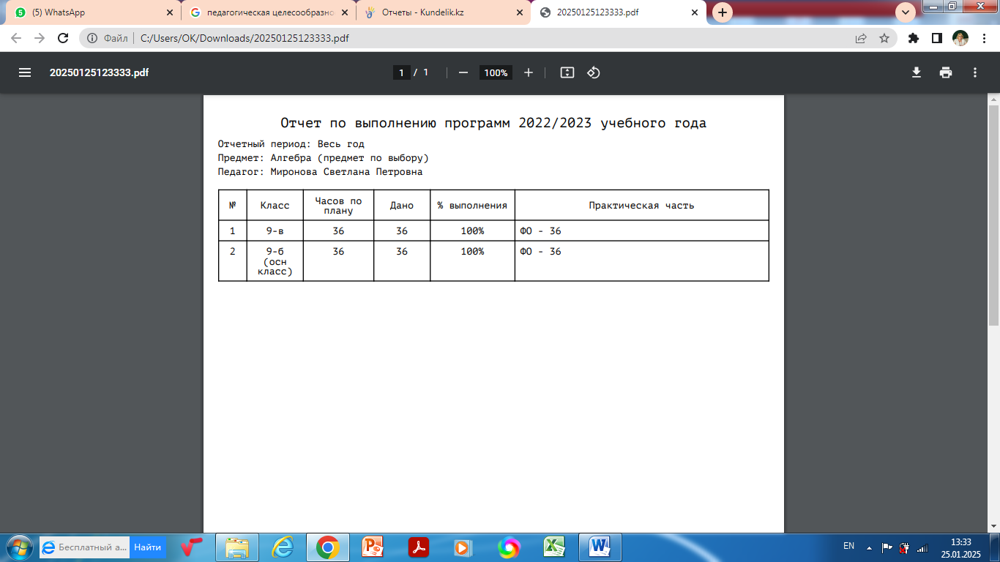 (5) WhatsApp
педагогическая целесообразно
Отчеты - Kundelik.kz
20250125123333.pdf
Файл
C:/Users/OK/Downloads/20250125123333.pdf
20250125123333.pdf
1 / 1
100%
Отчет по выполнению программ 2022/2023 учебного года
Отчетный период: Весь год
Предмет: Алгебра (предмет по выбору)
Педагог: Миронова Светлана Петровна
№ Класс Часов по плану Дано % выполнения Практическая часть
1 9-в 36 36 100% ФО - 36
2 9-б 36 36 100% ФО - 36
(осн
класс)
Бесплатный а... Найти
EN
13:33
25.01.2025